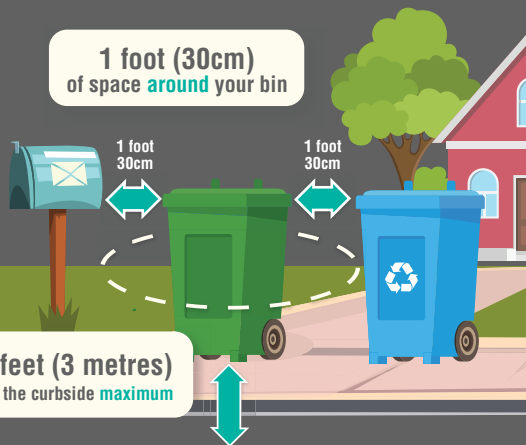 1 foot (30cm)
of space around your bin
1 foot
30cm
1 foot
30cm
feet (3 metres)
the curbside maximum